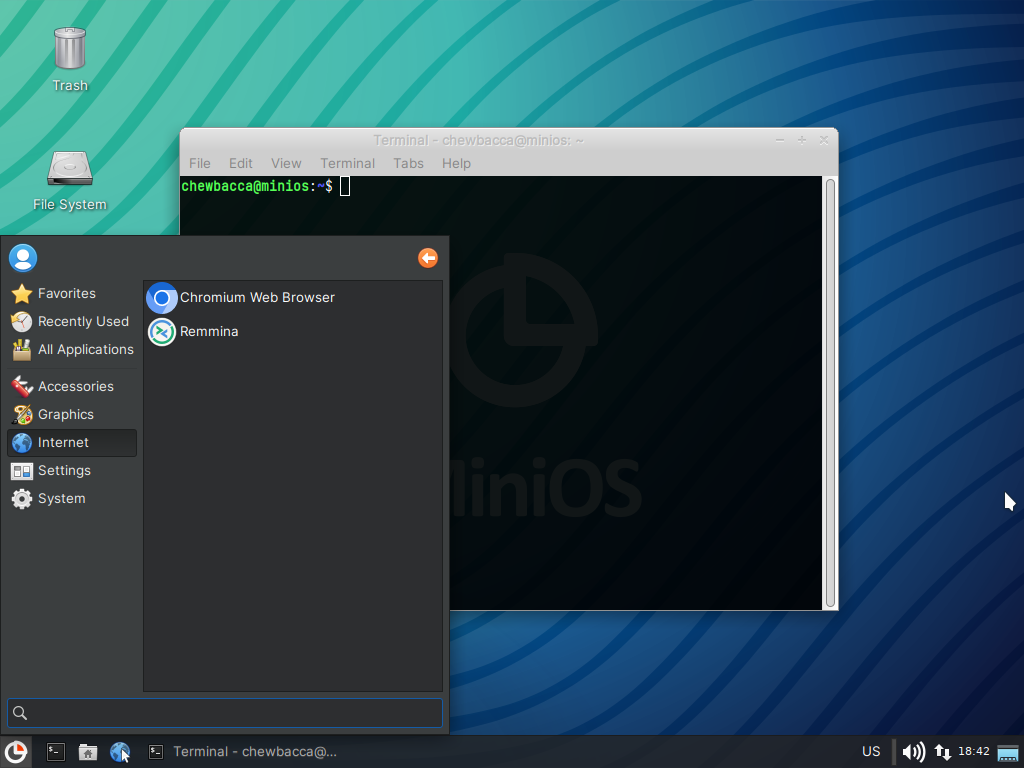 Trash
File System
Terminal - chewbacca@minios: ~
File Edit View Terminal Tabs Help
chewbacca@minios:~$
Favorites
Recently Used
All Applications
Accessories
Graphics
Internet
Settings
System
Chromium Web Browser
Remmina
MiniOS
Terminal - chewbacca@...
US
18:42